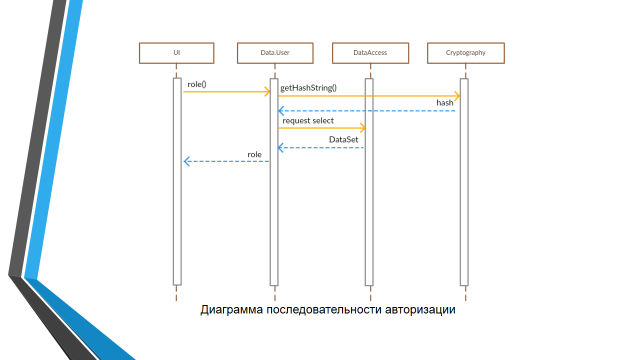 UI
Data.User
DataAccess
Cryptography
role()
getHashString()
hash
request select
DataSet
role
Диаграмма последовательности авторизации